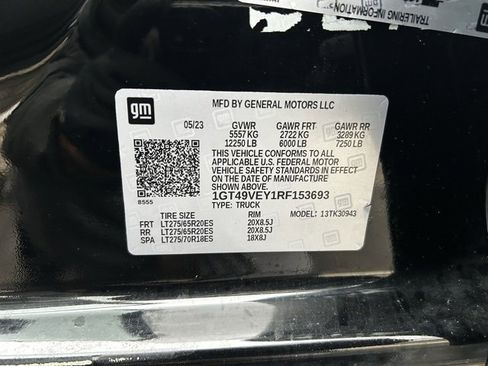 TRAILERING INFORMATION
gm
MFD BY GENERAL MOTORS LLC
05/23 GVWR GAWR FRT GAWR RR
5557 KG 2722 KG 3289 KG
12250 LB 6000 LB 7250 LB
THIS VEHICLE CONFORMS TO ALL
APPLICABLE U.S. FEDERAL MOTOR
VEHICLE SAFETY STANDARDS IN EFFECT
ON THE DATE OF MANUFACTURE
1GT49VEY1RF153693
8555
TYPE: TRUCK MODEL: 13TK30943
TIRE SIZE RIM
FRT LT275/65R20ES 20X8.5J
RR LT275/65R20ES 20X8.5J
SPA LT275/70R18ES 18X8J